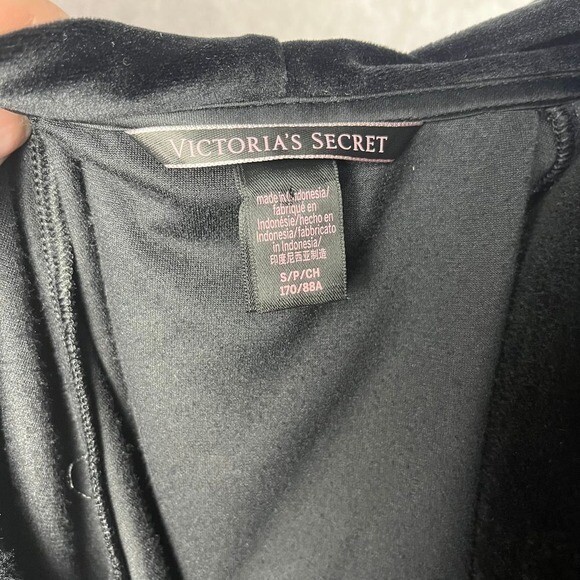 VICTORIA'S SECRET
made in Indonesia/
fabriqué en
Indonésie/hecho en
Indonesia/fabbricato
in Indonesia/
印度尼西亚制造
S/P/CH
170/88A